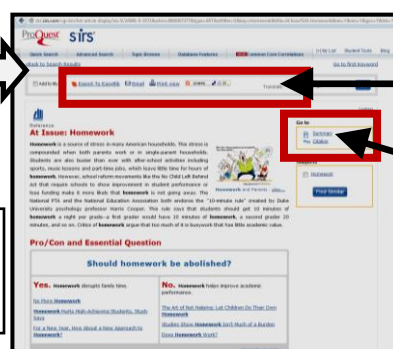 ProQuest SIRS
Quick Search Advanced Search Topic Browse Database Features Common Core Correlations
My List Student Tools Blog
Back to Search Results
Go to first Keyword
Export To EasyBib Email Print view
Translate
Reference
At Issue: Homework
Homework is a source of stress in many American households. This stress is
compounded when both parents work or in single-parent households.
Students are also busier than ever with after-school activities including
sports, music lessons and part-time jobs, which leave little time for hours of
homework. However, school reform movements like the No Child Left Behind
Act that require schools to show improvement in student performance or
lose funding make it more likely that homework is not going away. The
National PTA and the National Education Association both endorse the "10-minute rule" created by Duke
University psychology professor Harris Cooper. This rule says that students should get 10 minutes of
homework a night per grade–a first grader would have 10 minutes of homework, a second grader 20
minutes, and so on. Critics of homework argue that too much of it is busywork that has little academic value.
Homework and Parents
Go to
Summary
Citation
Homework
Find Similar
Pro/Con and Essential Question
Should homework be abolished?
Yes. Homework disrupts family time.
No More Homework
Homework Hurts High-Achieving Students, Study
Says
For a New Year, How About a New Approach to
Homework?
No. Homework helps improve academic
performance.
The Art of Not Helping: Let Children Do Their Own
Homework
Studies Show Homework Isn't Much of a Burden
Does Homework Work?